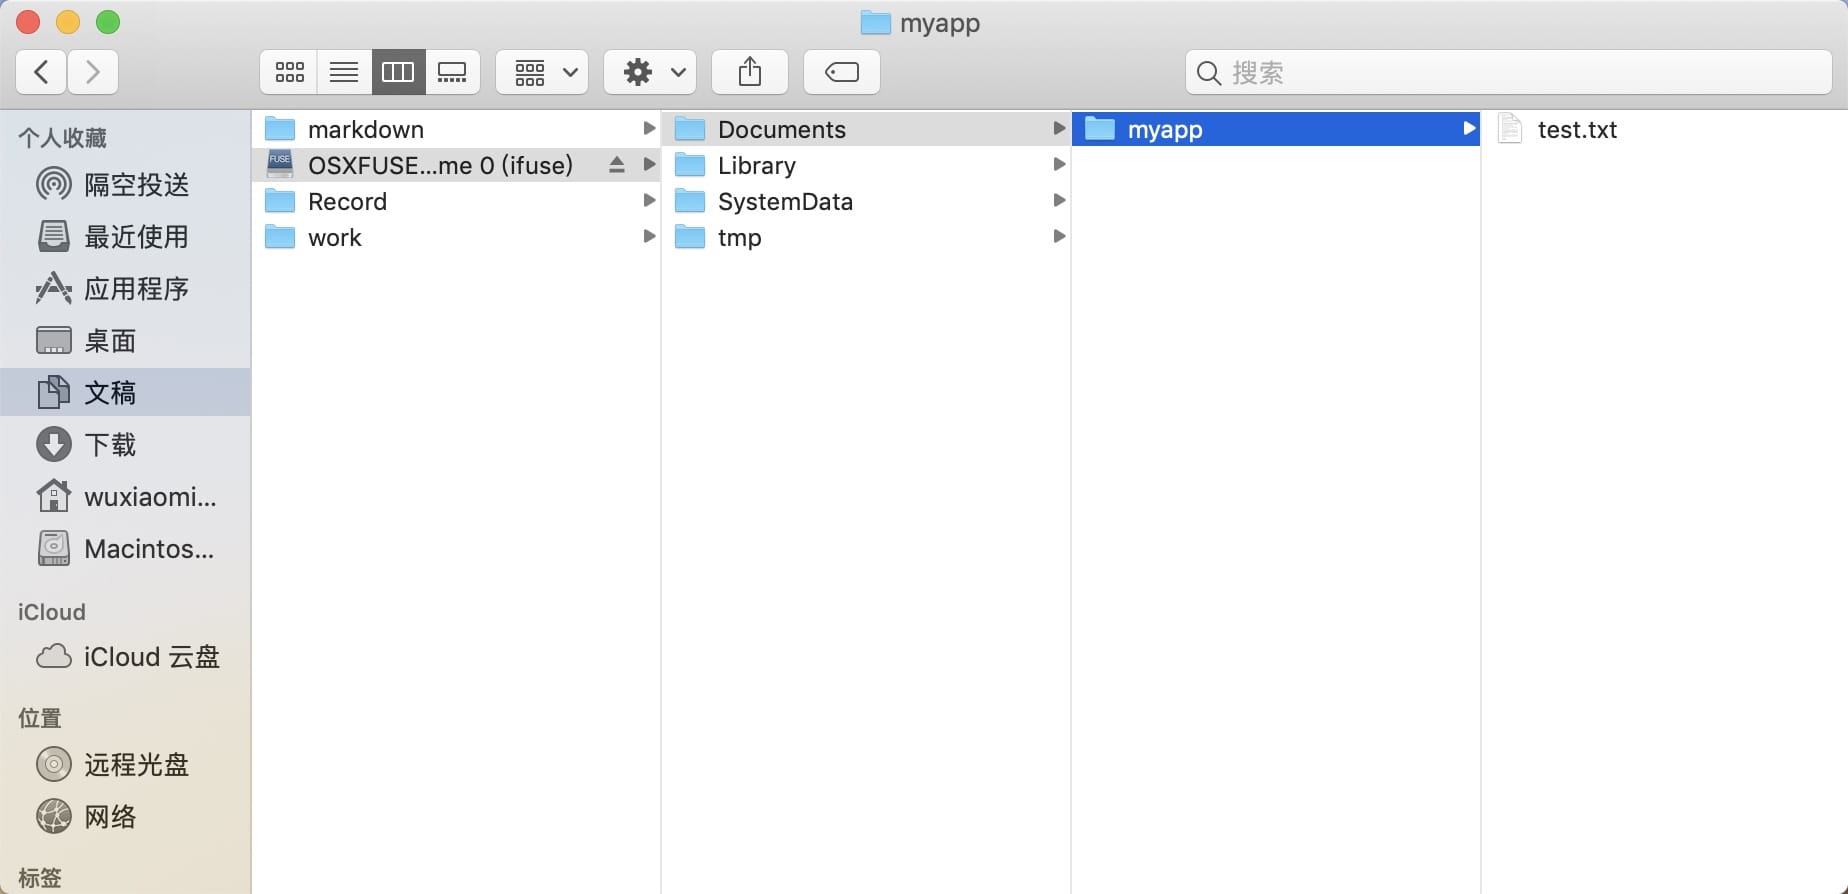 myapp
搜索
个人收藏
隔空投送
最近使用
应用程序
桌面
文稿
下载
wuxiaomi...
Macintos...
iCloud
iCloud 云盘
位置
远程光盘
网络
标签
markdown
FUSE
OSXFUSE...me 0 (ifuse)
Record
work
Documents
Library
SystemData
tmp
myapp
test.txt